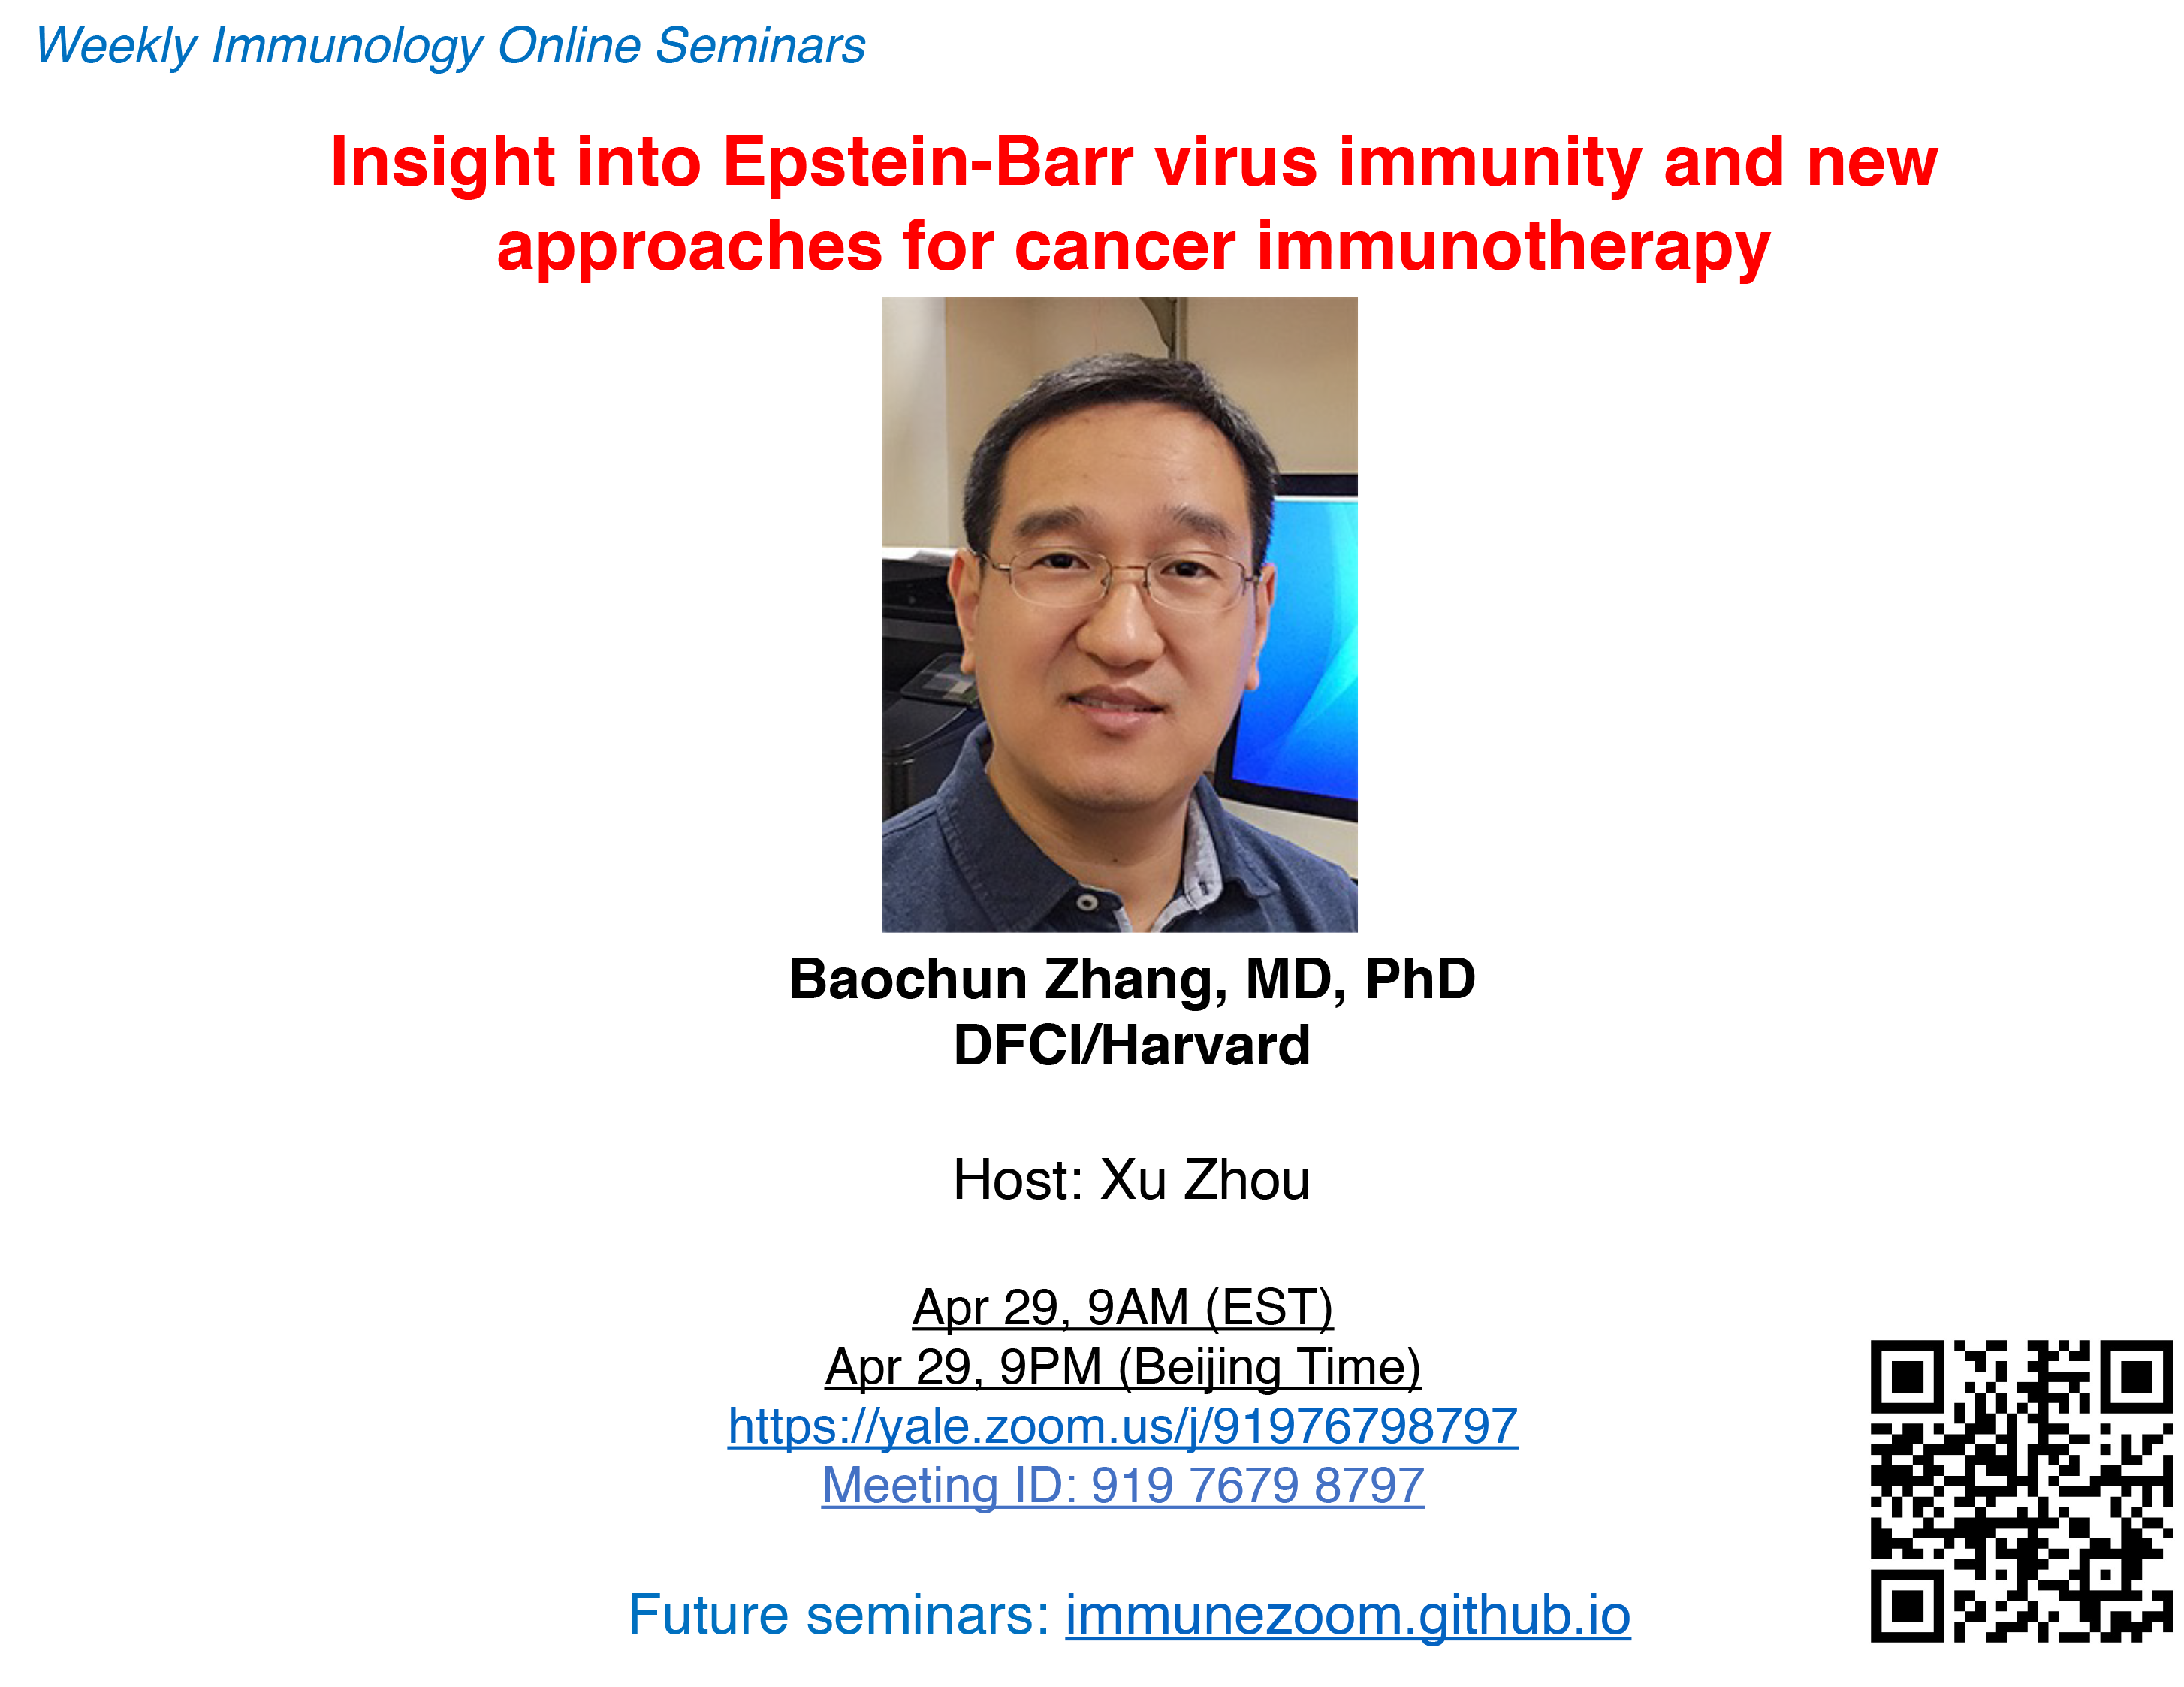 Weekly Immunology Online Seminars
Insight into Epstein-Barr virus immunity and new
approaches for cancer immunotherapy
Baochun Zhang, MD, PhD
DFCI/Harvard
Host: Xu Zhou
Apr 29, 9AM (EST)
Apr 29, 9PM (Beijing Time)
https://yale.zoom.us/j/91976798797
Meeting ID: 919 7679 8797
Future seminars: immunezoom.github.io